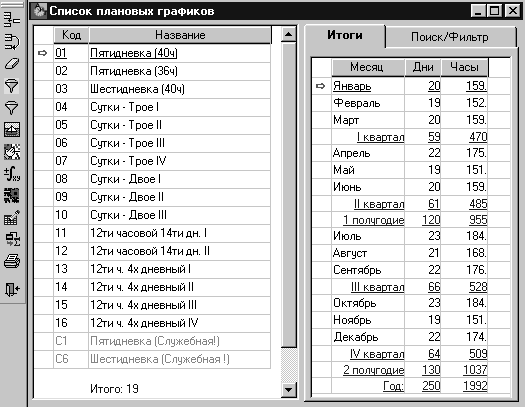 Список плановых графиков
Код Название
01 Пятидневка (40ч)
02 Пятидневка (36ч)
03 Шестидневка (40ч)
04 Сутки - Трое I
05 Сутки - Трое II
06 Сутки - Трое III
07 Сутки - Трое IV
08 Сутки - Двое I
09 Сутки - Двое II
10 Сутки - Двое III
11 12ти часовой 14ти дн. I
12 12ти часовой 14ти дн. II
13 12ти ч. 4х дневный I
14 12ти ч. 4х дневный II
15 12ти ч. 4х дневный III
16 12ти ч. 4х дневный IV
С1 Пятидневка (Служебная!)
С6 Шестидневка (Служебная !)
Итого: 19
Итоги Поиск/Фильтр
Месяц Дни Часы
Январь 20 159.
Февраль 19 152.
Март 20 159.
I квартал 59 470
Апрель 22 175.
Май 19 151.
Июнь 20 159.
II квартал 61 485
1 полугодие 120 955
Июль 23 184.
Август 21 168.
Сентябрь 22 176.
III квартал 66 528
Октябрь 23 184.
Ноябрь 19 151.
Декабрь 22 174.
IV квартал 64 509
2 полугодие 130 1037
Год: 250 1992